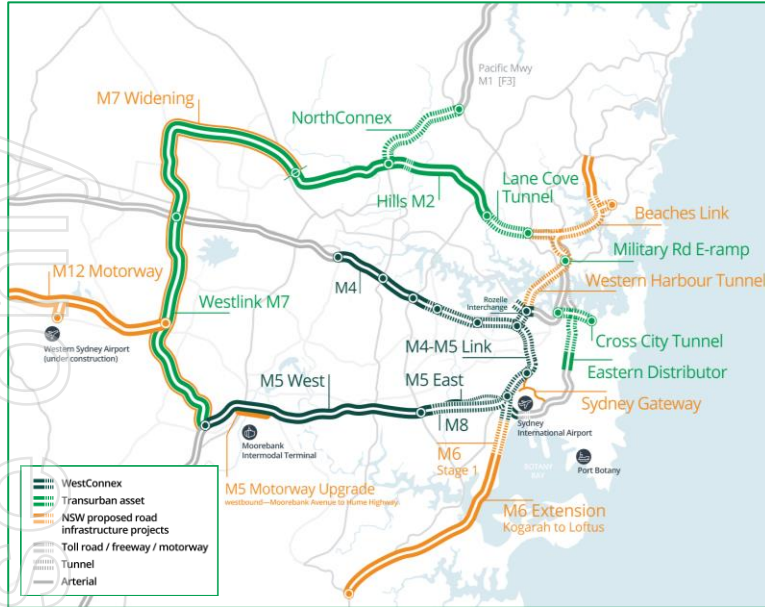 Pacific Mwy
M1 [F3]
M7 Widening
NorthConnex
Lane Cove
Tunnel
Hills M2
Beaches Link
Military Rd E-ramp
M12 Motorway
Western Harbour Tunnel
M4
Westlink M7
Rozelle
Interchange
Western Sydney Airport
(under construction)
Cross City Tunnel
M4-M5 Link
Eastern Distributor
M5 West
M5 East
Sydney Gateway
M8
Sydney
International Airport
Moorebank
Intermodal Terminal
M6
Stage 1
BOTANY
BAY
Port Botany
M5 Motorway Upgrade
westbound—Moorebank Avenue to Hume Highway
M6 Extension
Kogarah to Loftus
WestConnex
Transurban asset
NSW proposed road
infrastructure projects
Toll road / freeway / motorway
Tunnel
Arterial